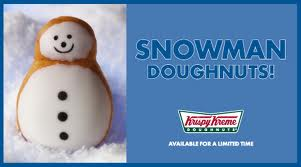 SNOWMAN
DOUGHNUTS!
Krispy Kreme
DOUGHNUTS
AVAILABLE FOR A LIMITED TIME